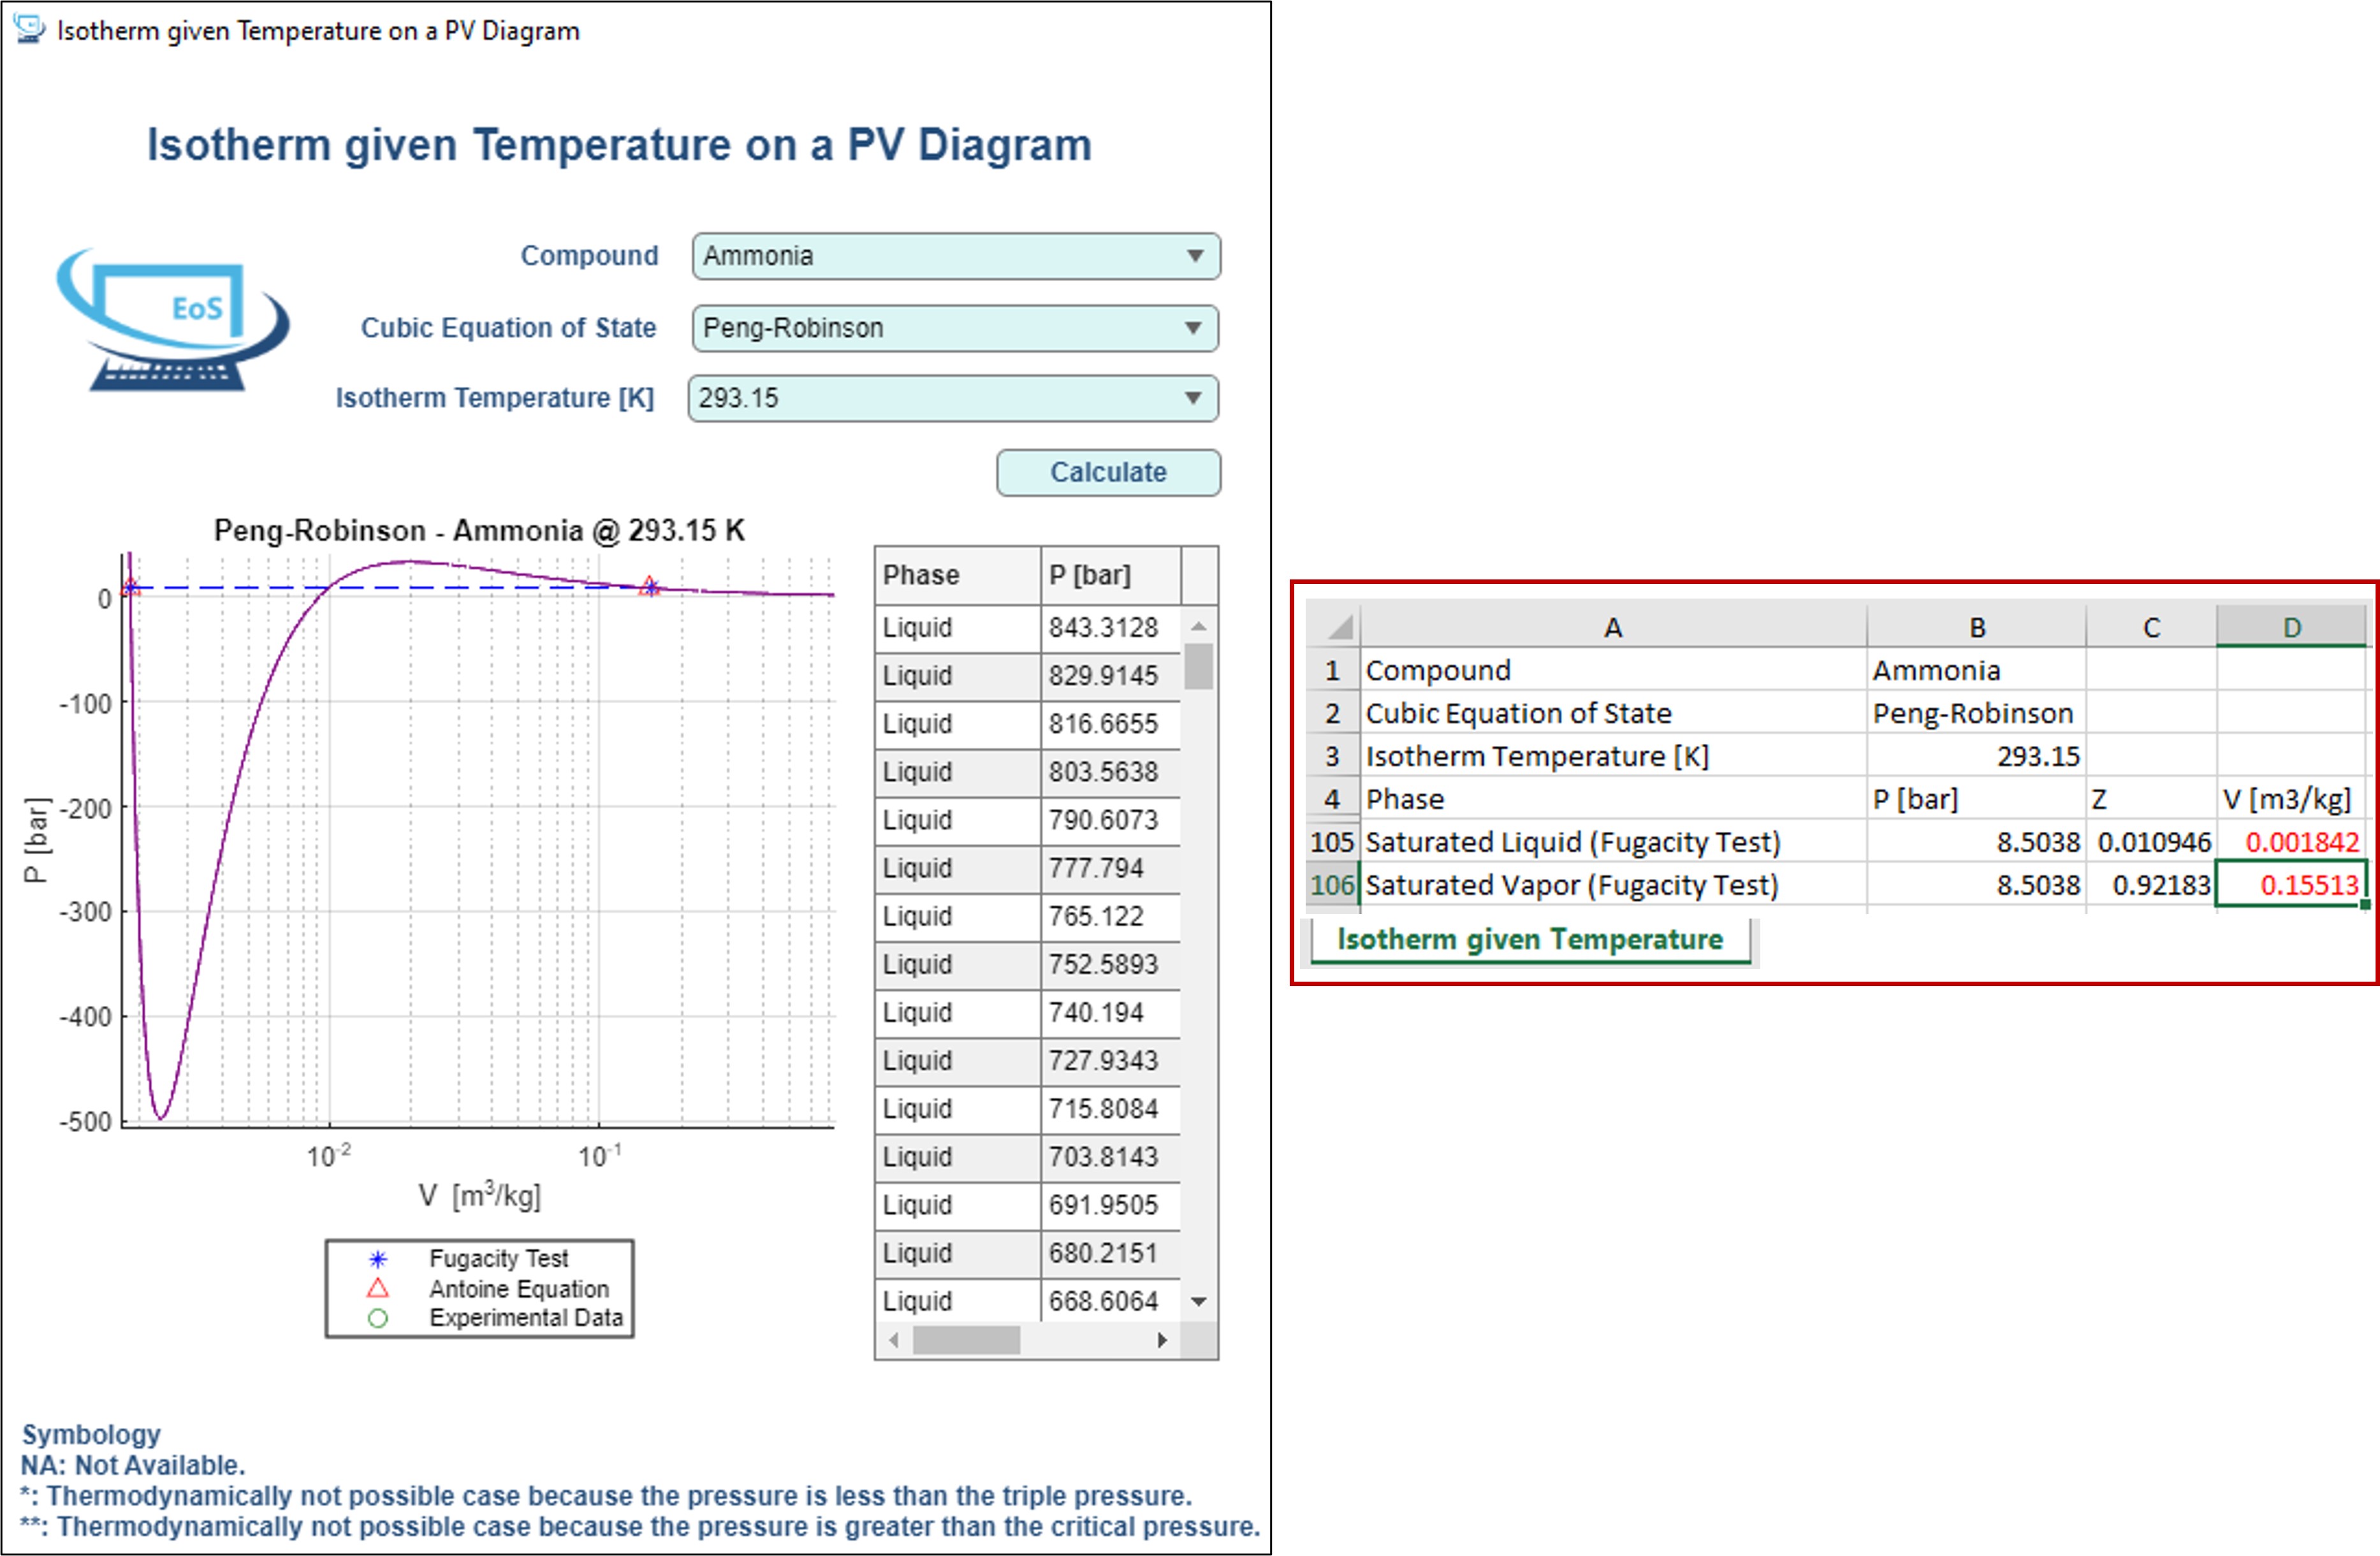 Isotherm given Temperature on a PV Diagram
Isotherm given Temperature on a PV Diagram
EoS
Compound Ammonia
Cubic Equation of State Peng-Robinson
Isotherm Temperature [K] 293.15
Calculate
Peng-Robinson - Ammonia @ 293.15 K
P [bar]
0
-100
-200
-300
-400
-500
10-2 10-1
V [m3/kg]
Fugacity Test
Antoine Equation
Experimental Data
Phase P [bar]
Liquid 843.3128
Liquid 829.9145
Liquid 816.6655
Liquid 803.5638
Liquid 790.6073
Liquid 777.794
Liquid 765.122
Liquid 752.5893
Liquid 740.194
Liquid 727.9343
Liquid 715.8084
Liquid 703.8143
Liquid 691.9505
Liquid 680.2151
Liquid 668.6064
Symbology
NA: Not Available.
*: Thermodynamically not possible case because the pressure is less than the triple pressure.
**: Thermodynamically not possible case because the pressure is greater than the critical pressure.
A B C D
1 Compound Ammonia
2 Cubic Equation of State Peng-Robinson
3 Isotherm Temperature [K] 293.15
4 Phase P [bar] Z V [m3/kg]
105 Saturated Liquid (Fugacity Test) 8.5038 0.010946 0.001842
106 Saturated Vapor (Fugacity Test) 8.5038 0.92183 0.15513
Isotherm given Temperature